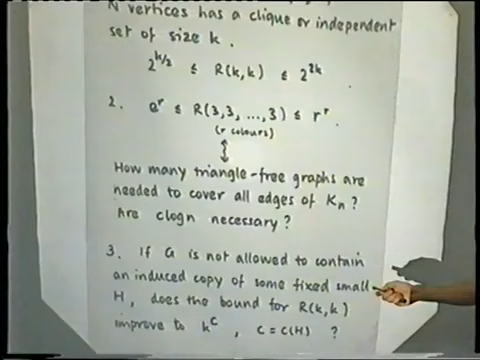 N vertices has a clique or independent
set of size k.
2^{k/2} ≤ R(k,k) ≤ 2^{2k}
2. e^r ≤ R(3,3,...,3) ≤ r^r.
(r colours)
↕
How many triangle-free graphs are
needed to cover all edges of K_n?
Are clogn necessary?
3. If G is not allowed to contain
an induced copy of some fixed small
H, does the bound for R(k,k)
improve to k^c, c = c(H) ?